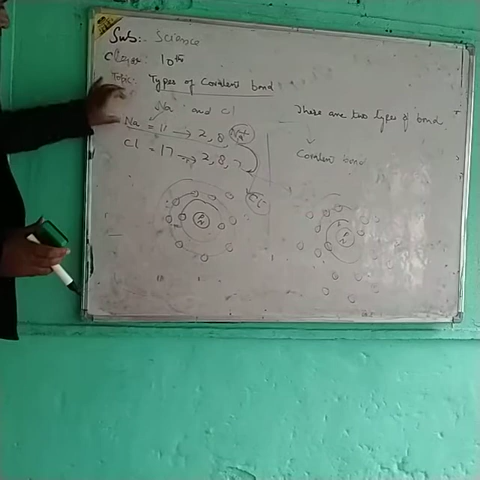 Sub:- Science
Class: 10th
Topic: Types of Covalent bond
Na and Cl
Na = 11 → 2, 8
Cl = 17 → 2, 8, 7
Cl-
There are two types of bond
Covalent bond
P
N
P
N